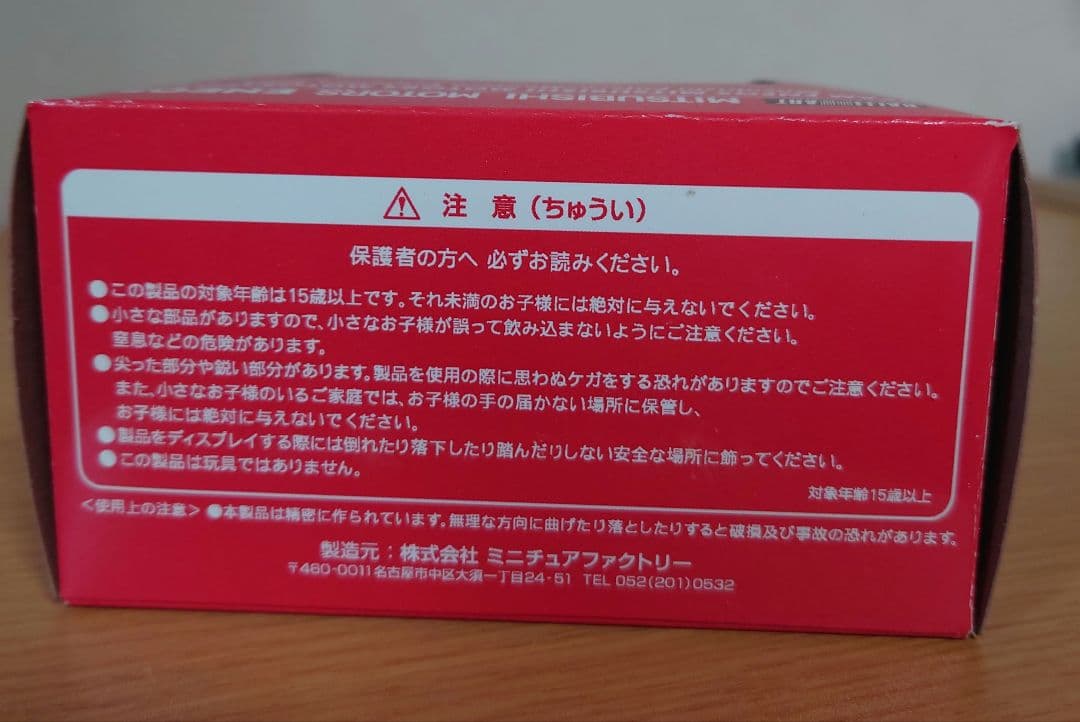 MITSUBISHI MOTORS
RALLI ART
注 意（ちゅうい）
保護者の方へ 必ずお読みください。
●この製品の対象年齢は15歳以上です。それ未満のお子様には絶対に与えないでください。
●小さな部品がありますので、小さなお子様が誤って飲み込まないようにご注意ください。
窒息などの危険があります。
●尖った部分や鋭い部分があります。製品を使用の際に思わぬケガをする恐れがありますのでご注意ください。
また、小さなお子様のいるご家庭では、お子様の手の届かない場所に保管し、
お子様には絶対に与えないでください。
●製品をディスプレイする際には倒れたり落下したり踏んだりしない安全な場所に飾ってください。
●この製品は玩具ではありません。
対象年齢15歳以上
＜使用上の注意＞ ●本製品は精密に作られています。無理な方向に曲げたり落としたりすると破損及び事故の恐れがあります。
製造元：株式会社 ミニチュアファクトリー
〒460-0011名古屋市中区大須一丁目24-51 TEL 052(201)0532